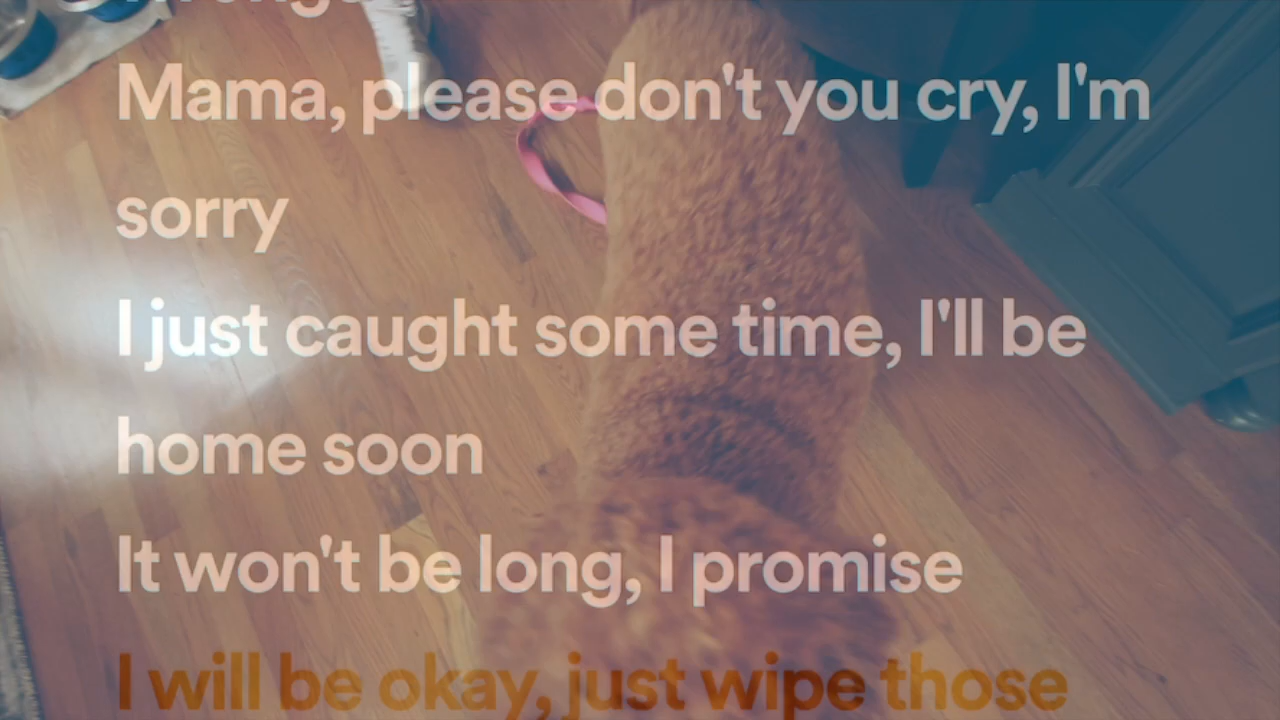 Mama, please don't you cry, I'm
sorry
I just caught some time, I'll be
home soon
It won't be long, I promise
I will be okay, just wipe those